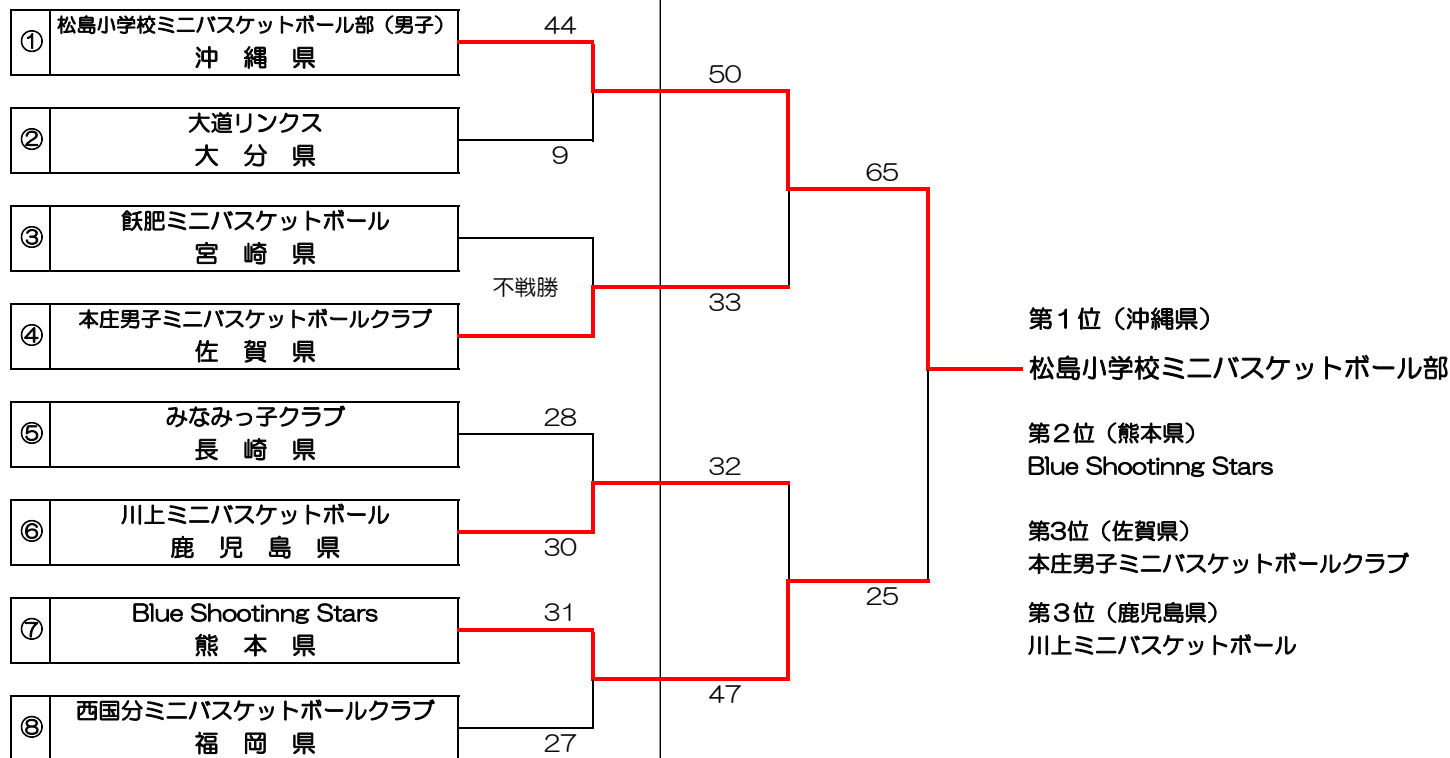 ①
松島小学校ミニバスケットボール部（男子）
沖　縄　県
44
②
大道リンクス
大　分　県
9
③
飫肥ミニバスケットボール
宮　崎　県
不戦勝
④
本庄男子ミニバスケットボールクラブ
佐　賀　県
⑤
みなみっ子クラブ
長　崎　県
28
⑥
川上ミニバスケットボール
鹿　児　島　県
30
⑦
Blue Shootinng Stars
熊　本　県
31
⑧
西国分ミニバスケットボールクラブ
福　岡　県
27
50
33
32
47
65
25
第１位（沖縄県）
松島小学校ミニバスケットボール部
第２位（熊本県）
Blue Shootinng Stars
第3位（佐賀県）
本庄男子ミニバスケットボールクラブ
第３位（鹿児島県）
川上ミニバスケットボール